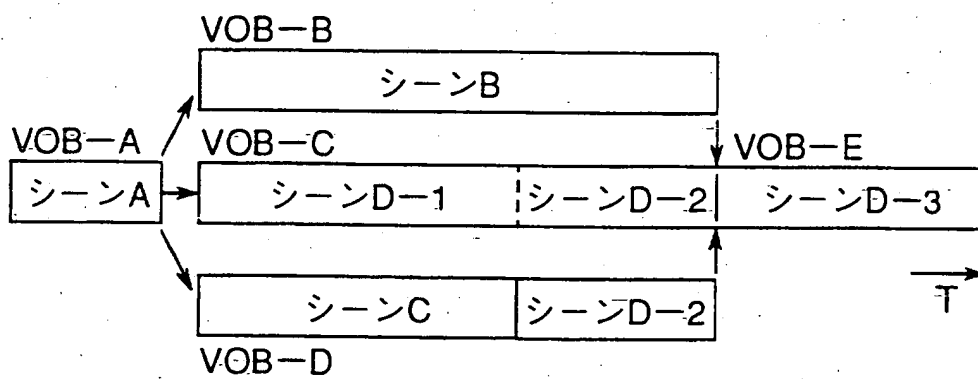 VOB-B
シーンB
VOB-A
VOB-C
VOB-E
シーンA
シーンD-1
シーンD-2
シーンD-3
T
シーンC
シーンD-2
VOB-D